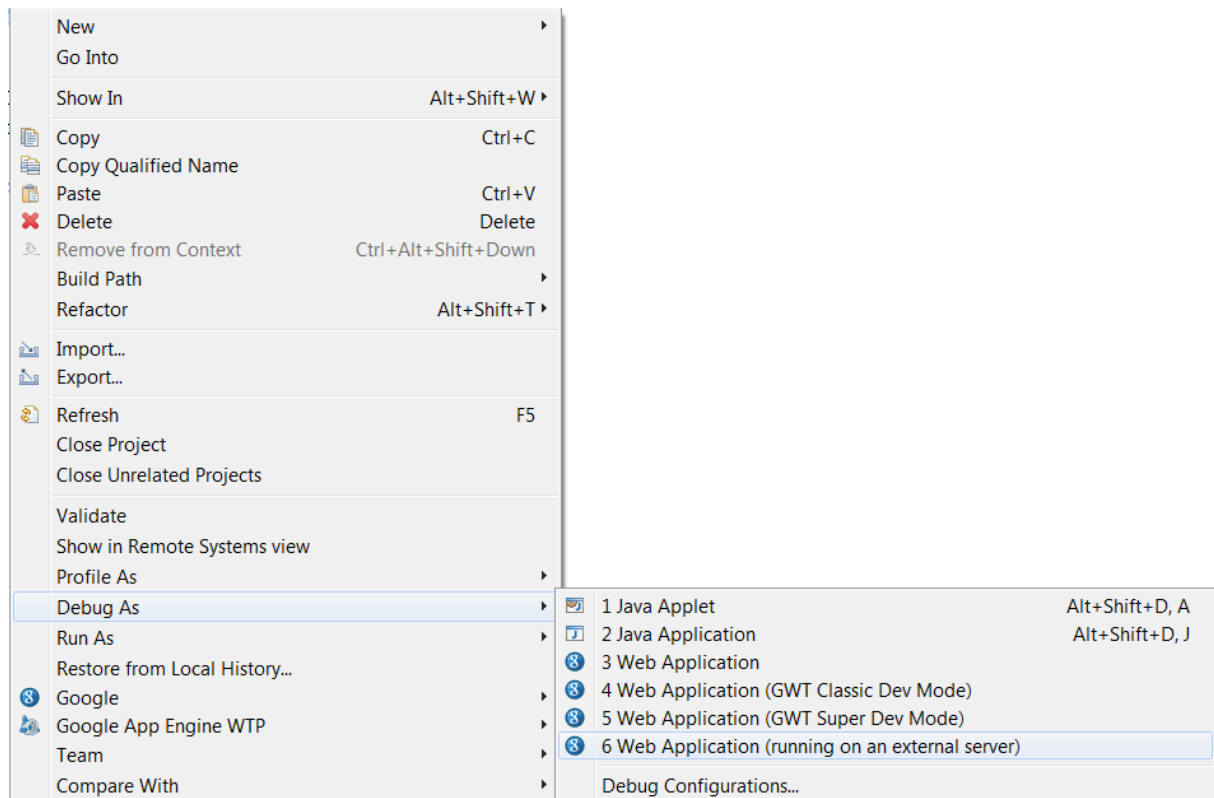 New
Go Into
Show In Alt+Shift+W
Copy Ctrl+C
Copy Qualified Name
Paste Ctrl+V
Delete Delete
Remove from Context Ctrl+Alt+Shift+Down
Build Path
Refactor Alt+Shift+T
Import...
Export...
Refresh F5
Close Project
Close Unrelated Projects
Validate
Show in Remote Systems view
Profile As
Debug As
Run As
Restore from Local History...
Google
Google App Engine WTP
Team
Compare With
1 Java Applet Alt+Shift+D, A
2 Java Application Alt+Shift+D, J
3 Web Application
4 Web Application (GWT Classic Dev Mode)
5 Web Application (GWT Super Dev Mode)
6 Web Application (running on an external server)
Debug Configurations...